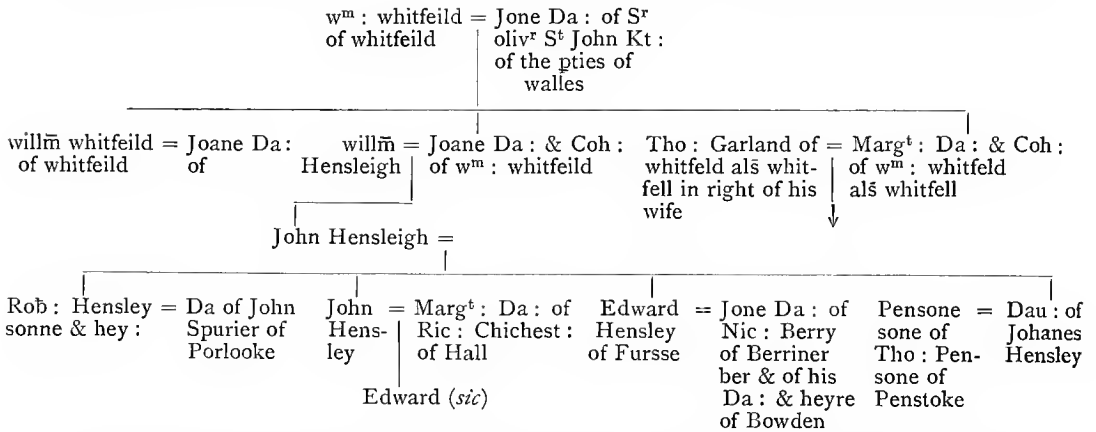 wᵐ : whitfeild = Jone Da : of Sʳ
of whitfeild olivʳ Sᵗ John Kt :
of the p̱ties of
walles
willm̄ whitfeild = Joane Da :
of whitfeild of
willm̄ = Joane Da : & Coh :
Hensleigh of wᵐ : whitfeild
Tho : Garland of = Margᵗ : Da : & Coh :
whitfeld als̄ whit- of wᵐ : whitfeld
fell in right of his als̄ whitfell
wife
John Hensleigh =
Rob̄ : Hensley = Da of John
sonne & hey : Spurier of
Porlooke
John = Margᵗ : Da : of
Hens- Ric : Chichest :
ley of Hall
Edward (sic)
Edward = Jone Da : of
Hensley Nic : Berry
of Fursse of Berriner
ber & of his
Da : & heyre
of Bowden
Pensone = Dau : of
sone of Johanes
Tho : Pen- Hensley
sone of
Penstoke